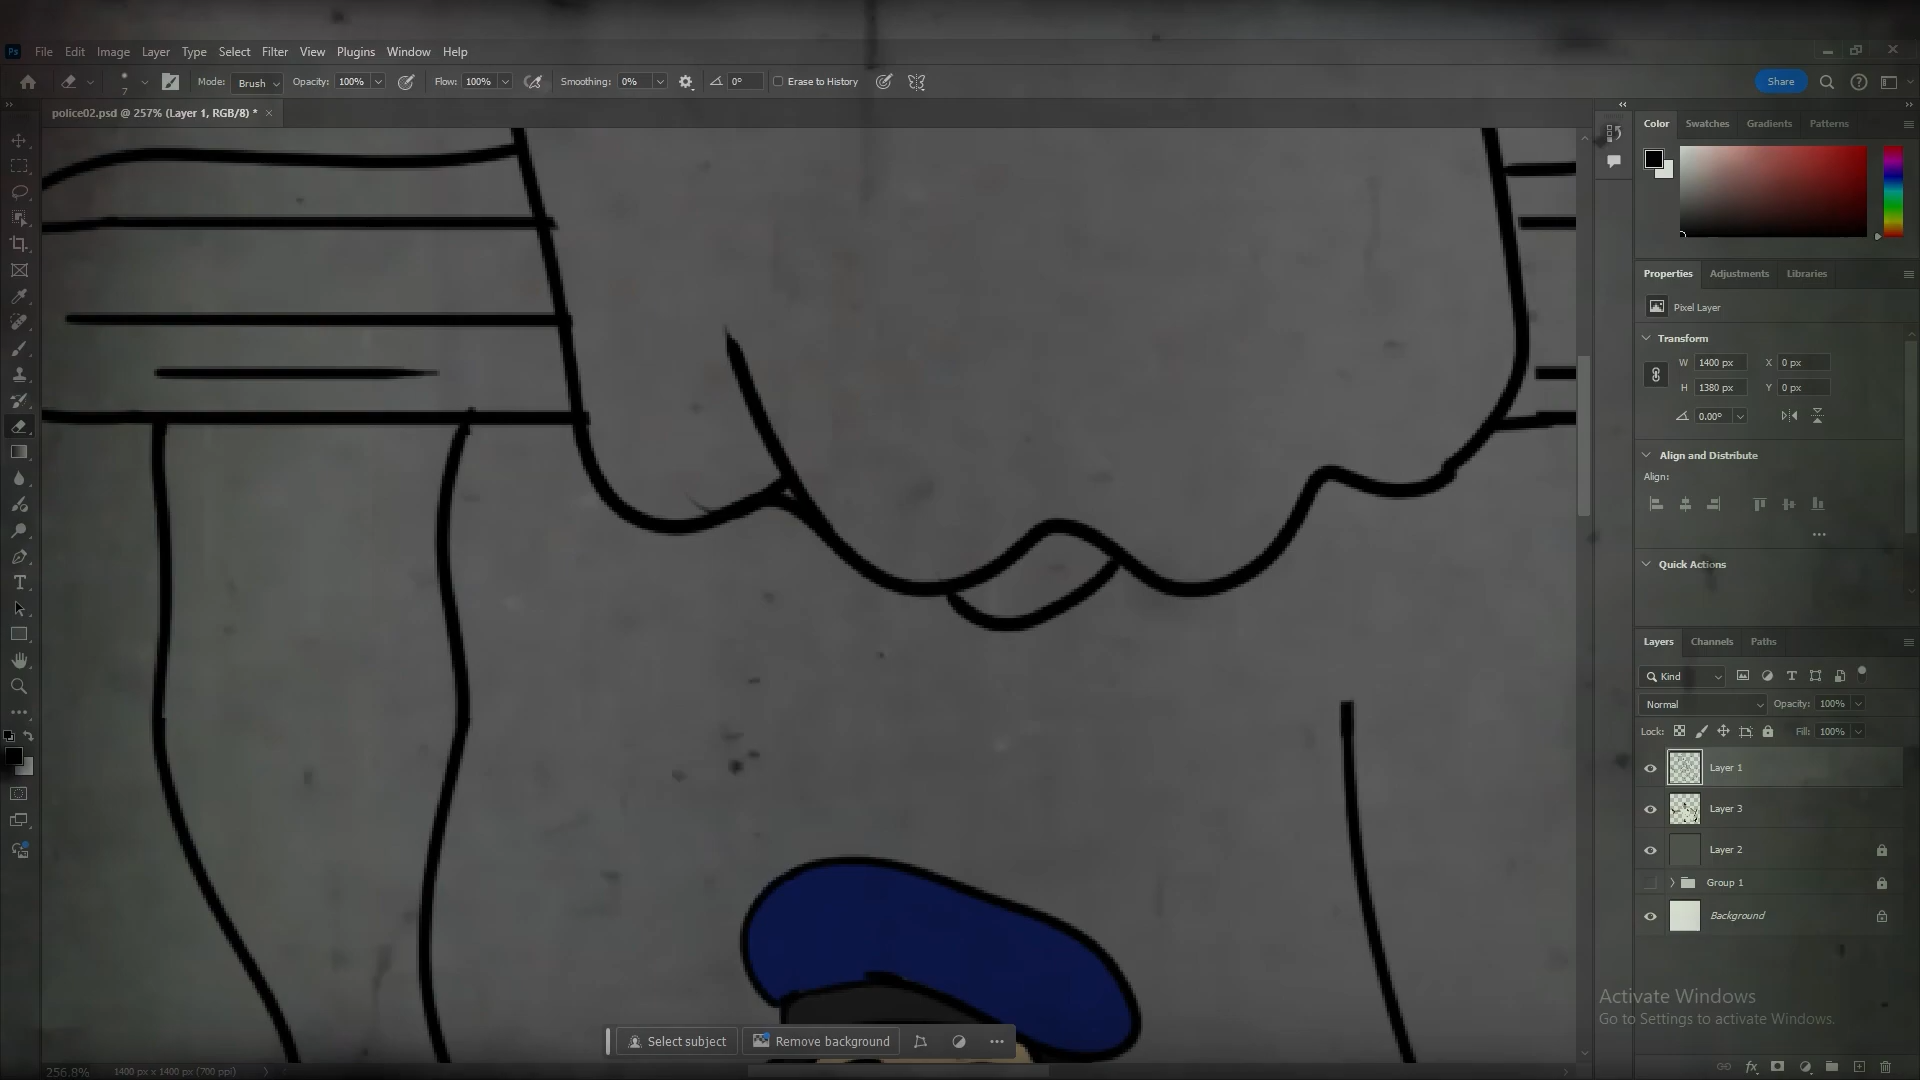 Ps File Edit Image Layer Type Select Filter View Plugins Window Help
7 Mode: Brush Opacity: 100% Flow: 100% Smoothing: 0% 0° Erase to History Share
police02.psd @ 257% (Layer 1, RGB/8) * ×
Color Swatches Gradients Patterns
Properties Adjustments Libraries
Pixel Layer
Transform
W 1400 px X 0 px
H 1380 px Y 0 px
0.00°
Align and Distribute
Align:
Quick Actions
Layers Channels Paths
Kind
Normal Opacity: 100%
Lock: Fill: 100%
Layer 1
Layer 3
Layer 2
Group 1
Background
Activate Windows
Go to Settings to activate Windows.
Select subject Remove background
256.8% 1400 px x 1400 px (700 ppi)
fx